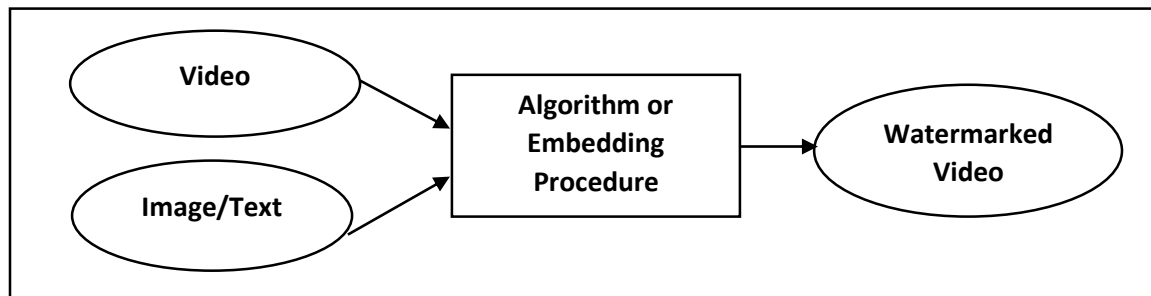 Video
Image/Text
Algorithm or
Embedding
Procedure
Watermarked
Video